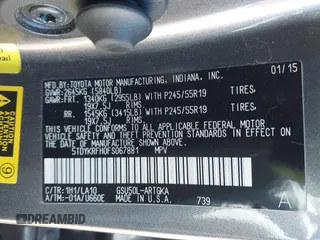 MFD. BY:
TOYOTA MOTOR MANUFACTURING, INDIANA, INC.
GVWR: 2645KG (5840LB) 01/15
GAWR: FRT. 1340KG (2955LB) WITH P245/55R19 TIRES,
19X7.5J RIMS,
RR. 1545KG (3415LB) WITH P245/55R19 TIRES,
19X7.5J RIMS,
THIS VEHICLE CONFORMS TO ALL APPLICABLE
FEDERAL MOTOR VEHICLE SAFETY AND THEFT
PREVENTION STANDARDS IN EFFECT ON THE DATE
OF MANUFACTURE SHOWN ABOVE.
5TDYKRFH0FS067881 MPV
C/TR: 1H1/LA10 GSU50L-ARTGKA
A/TM: -01A/U660E MADE IN U.S.A. 739 A
DREAMBID